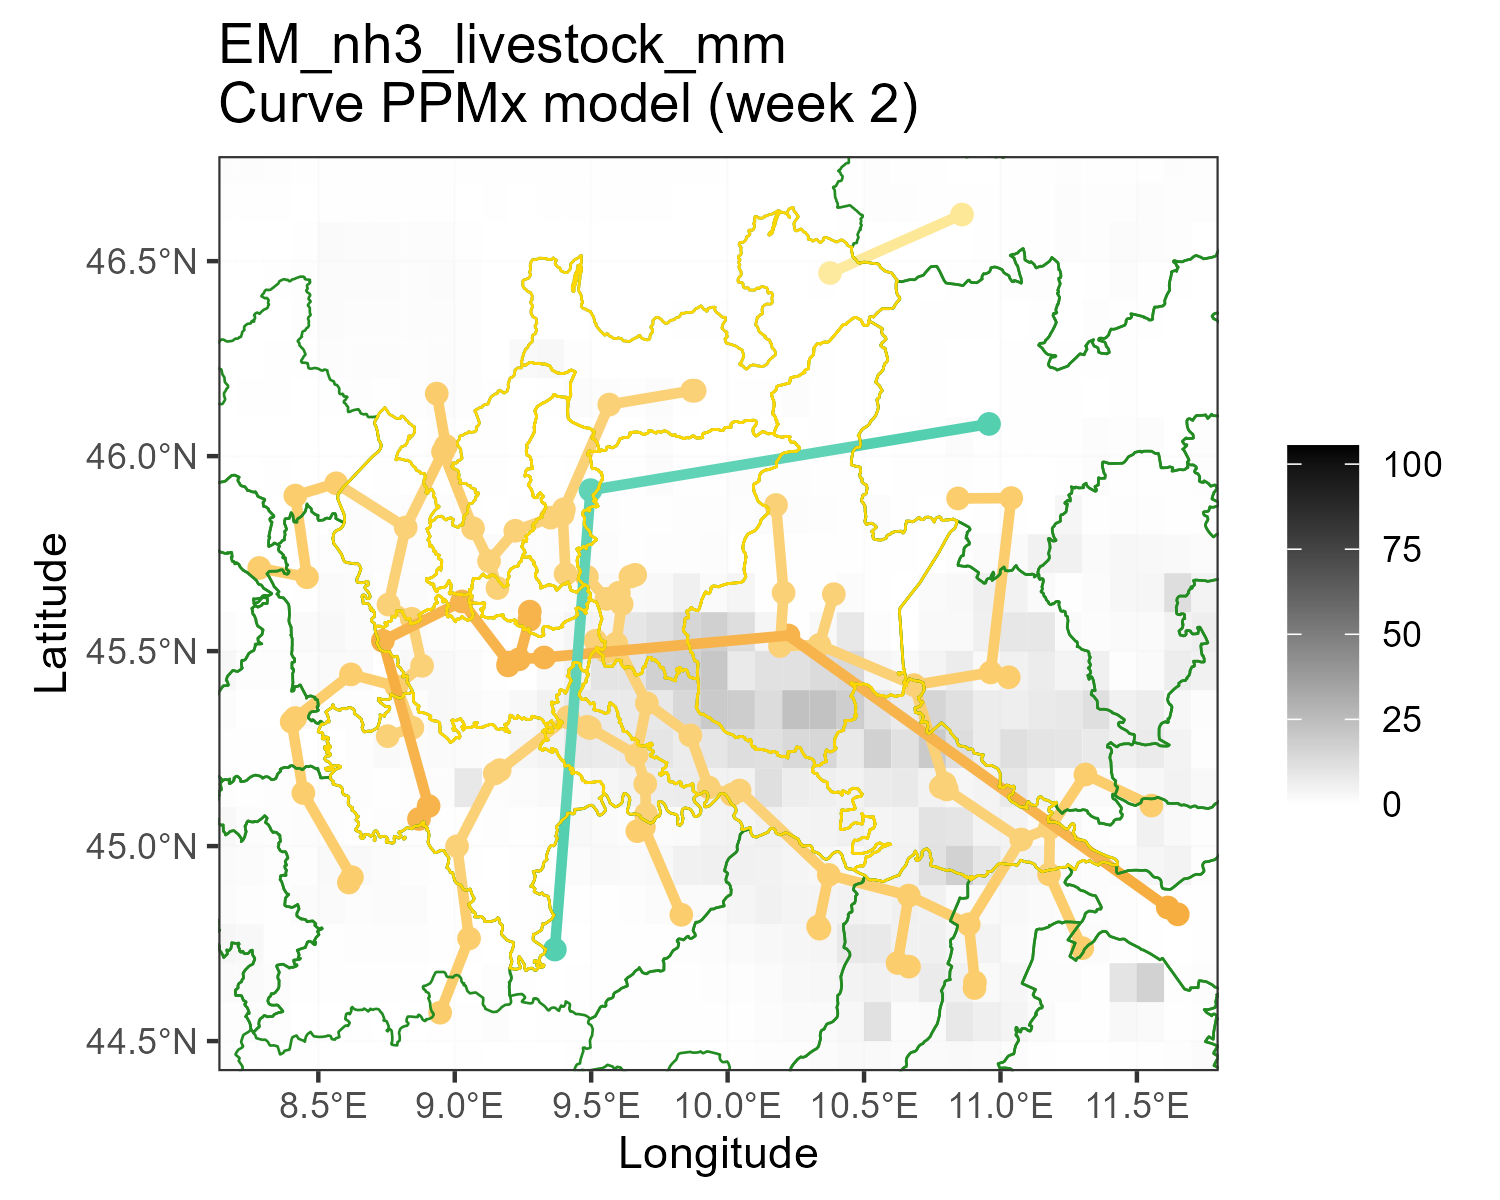 EM_nh3_livestock_mm
Curve PPMx model (week 2)
46.5°N
46.0°N
45.5°N
45.0°N
44.5°N
Latitude
8.5°E 9.0°E 9.5°E 10.0°E 10.5°E 11.0°E 11.5°E
Longitude
100
75
50
25
0